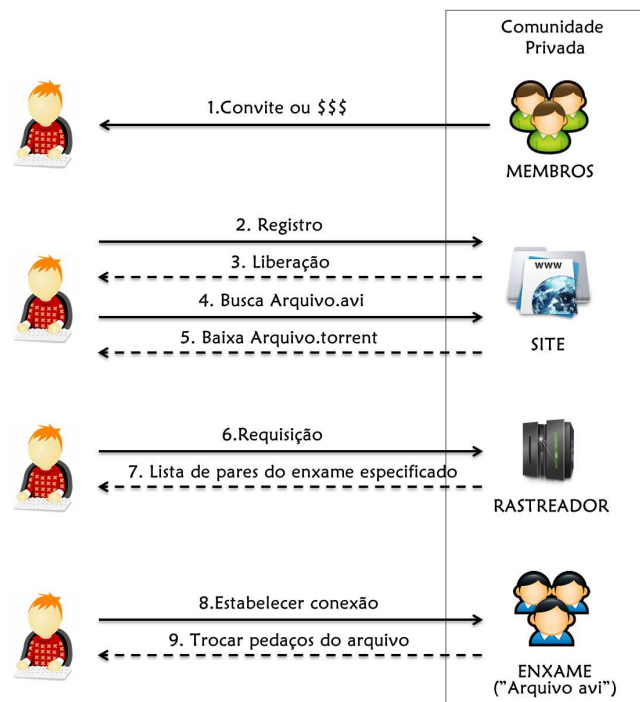 Comunidade
Privada
1.Convite ou $$$
MEMBROS
2. Registro
3. Liberação
www
4. Busca Arquivo.avi
5. Baixa Arquivo.torrent
SITE
6.Requisição
7. Lista de pares do enxame especificado
RASTREADOR
8.Estabelecer conexão
9. Trocar pedaços do arquivo
ENXAME
("Arquivo avi")